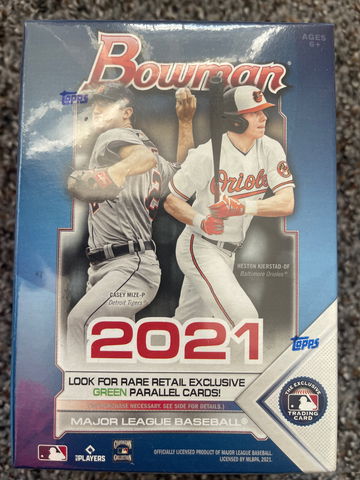 AGES
6+
Bowman
TOPPS
Orioles
HESTON KJERSTAD-OF
Baltimore Orioles®
CASEY MIZE-P
Detroit Tigers®
2021
TOPPS
LOOK FOR RARE RETAIL EXCLUSIVE
GREEN PARALLEL CARDS!
PURCHASE NECESSARY. SEE SIDE FOR DETAILS.)
MAJOR LEAGUE BASEBALL®
THE EXCLUSIVE
TRADING
CARD
PLAYERS
COLLECTION
OFFICIALLY LICENSED PRODUCT OF MAJOR LEAGUE BASEBALL.
LICENSED BY MLBPA, 2021.